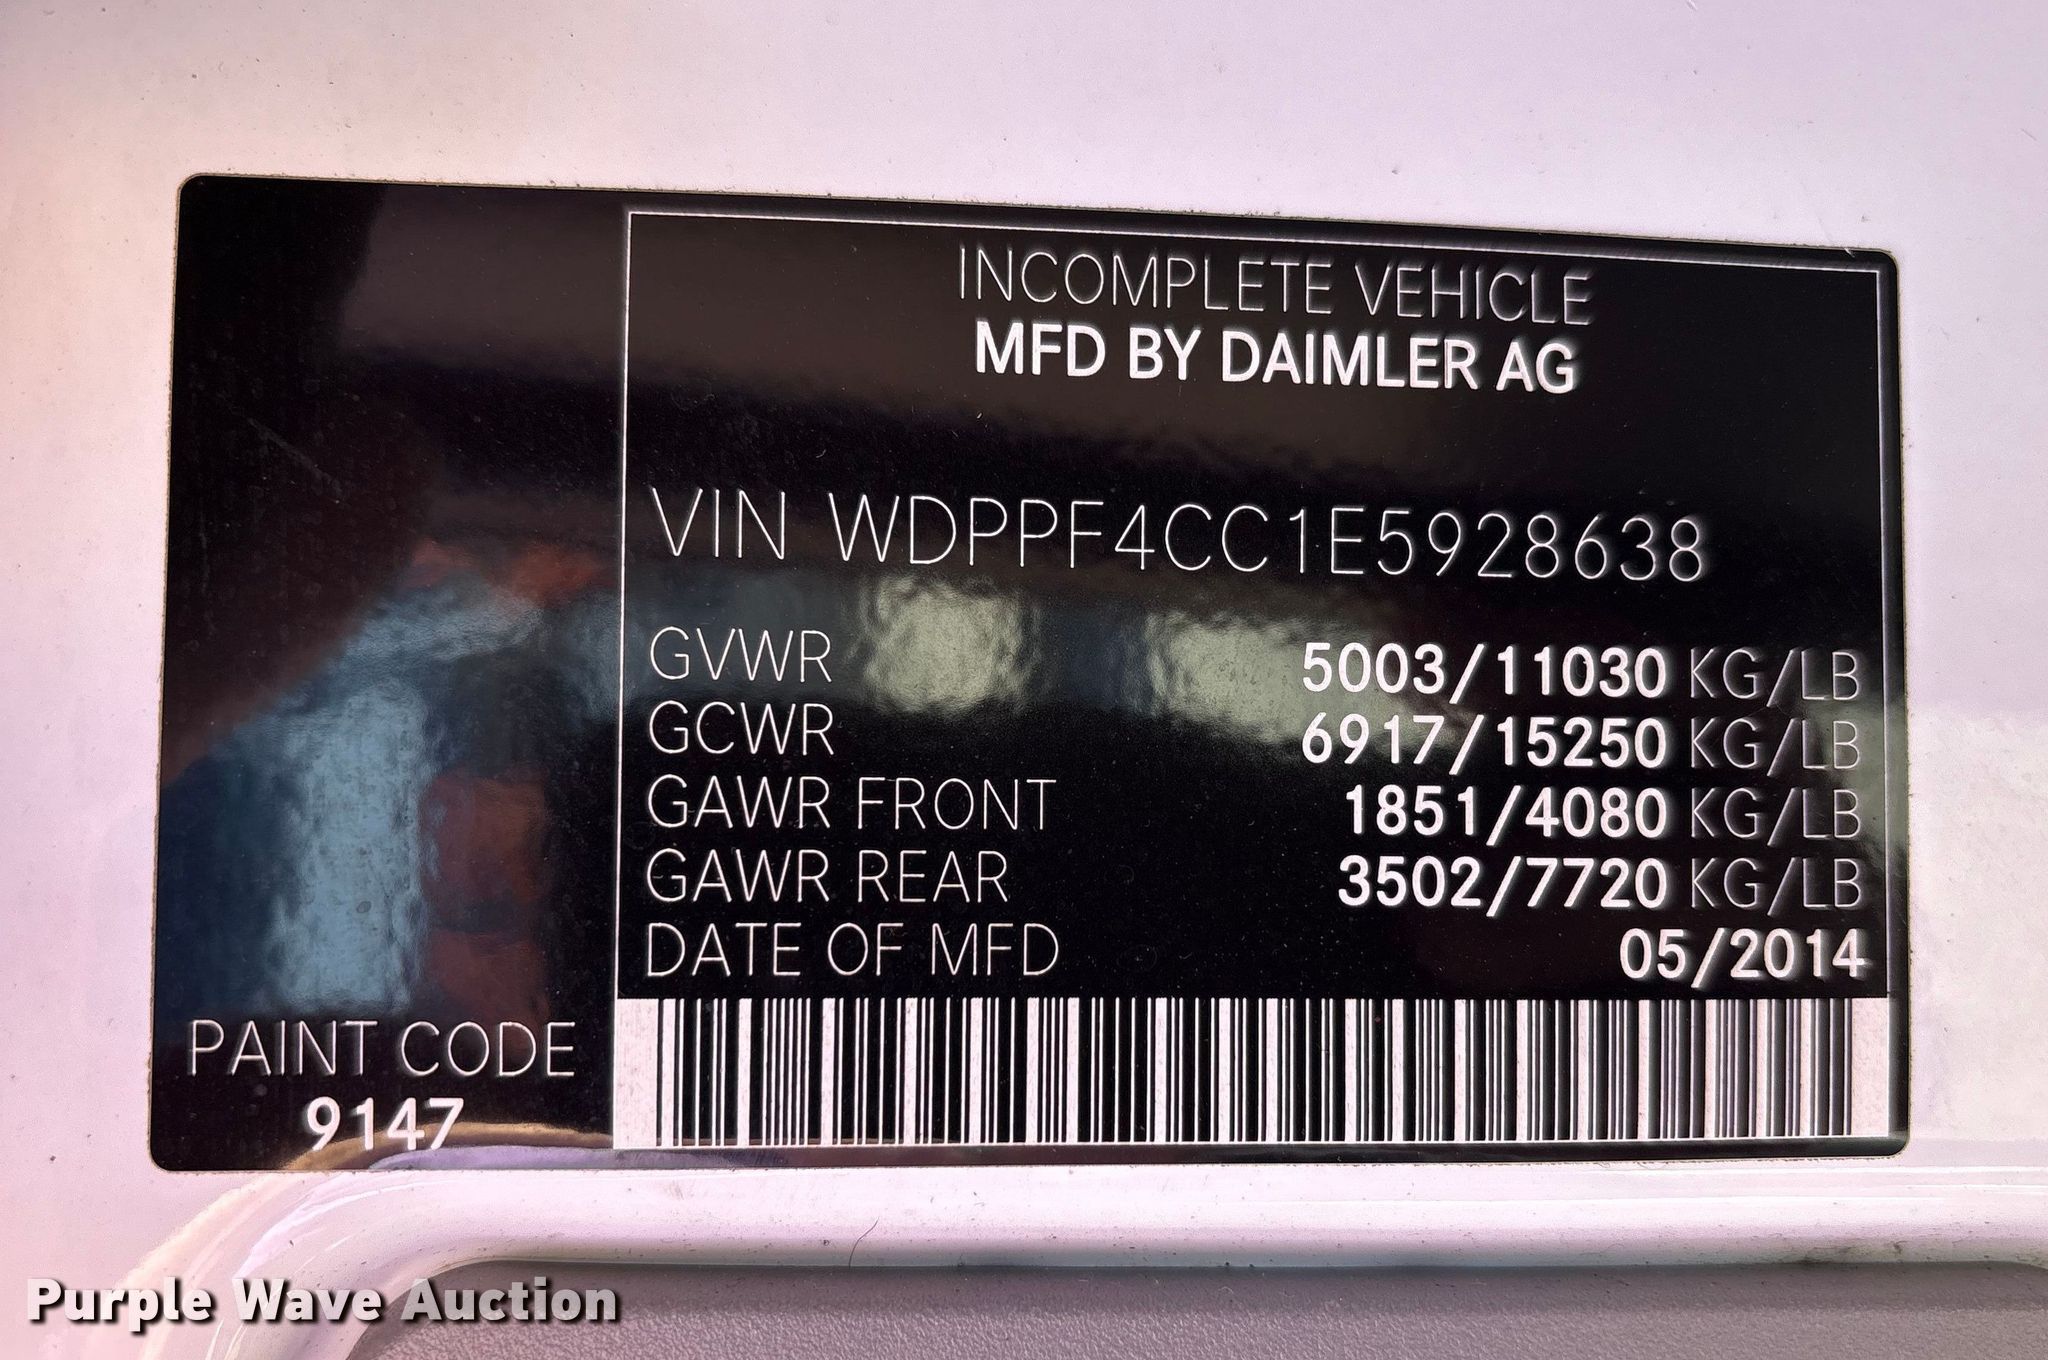 INCOMPLETE VEHICLE
MFD BY DAIMLER AG
VIN WDPPF4CC1E5928638
GVWR 5003/11030 KG/LB
GCWR 6917/15250 KG/LB
GAWR FRONT 1851/4080 KG/LB
GAWR REAR 3502/7720 KG/LB
DATE OF MFD 05/2014
PAINT CODE
9147
Purple Wave Auction